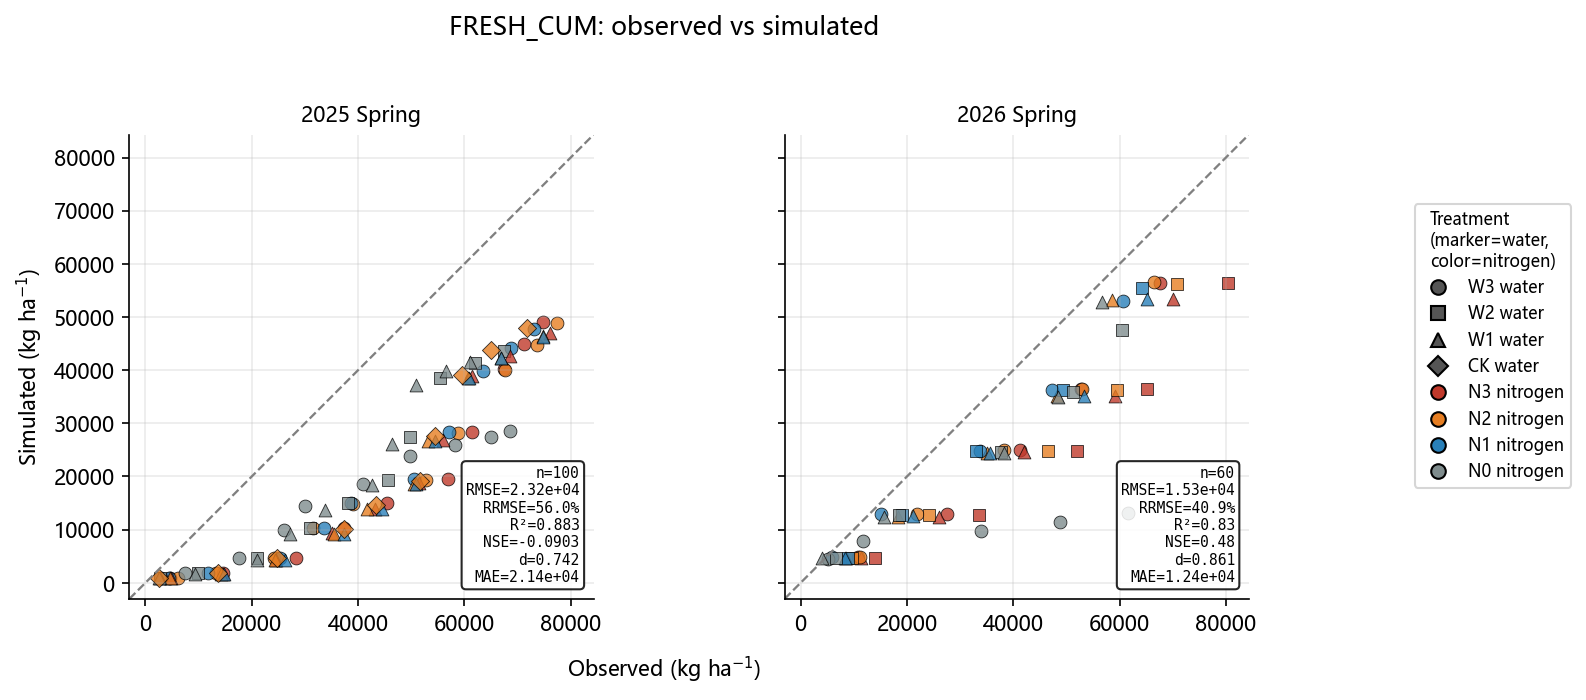 FRESH_CUM: observed vs simulated
2025 Spring
2026 Spring
Simulated (kg ha⁻¹)
80000
70000
60000
50000
40000
30000
20000
10000
0
0 20000 40000 60000 80000
n=100
RMSE=2.32e+04
RRMSE=56.0%
R²=0.883
NSE=-0.0903
d=0.742
MAE=2.14e+04
0 20000 40000 60000 80000
n=60
RMSE=1.53e+04
RRMSE=40.9%
R²=0.83
NSE=0.48
d=0.861
MAE=1.24e+04
Observed (kg ha⁻¹)
Treatment
(marker=water,
color=nitrogen)
W3 water
W2 water
W1 water
CK water
N3 nitrogen
N2 nitrogen
N1 nitrogen
N0 nitrogen